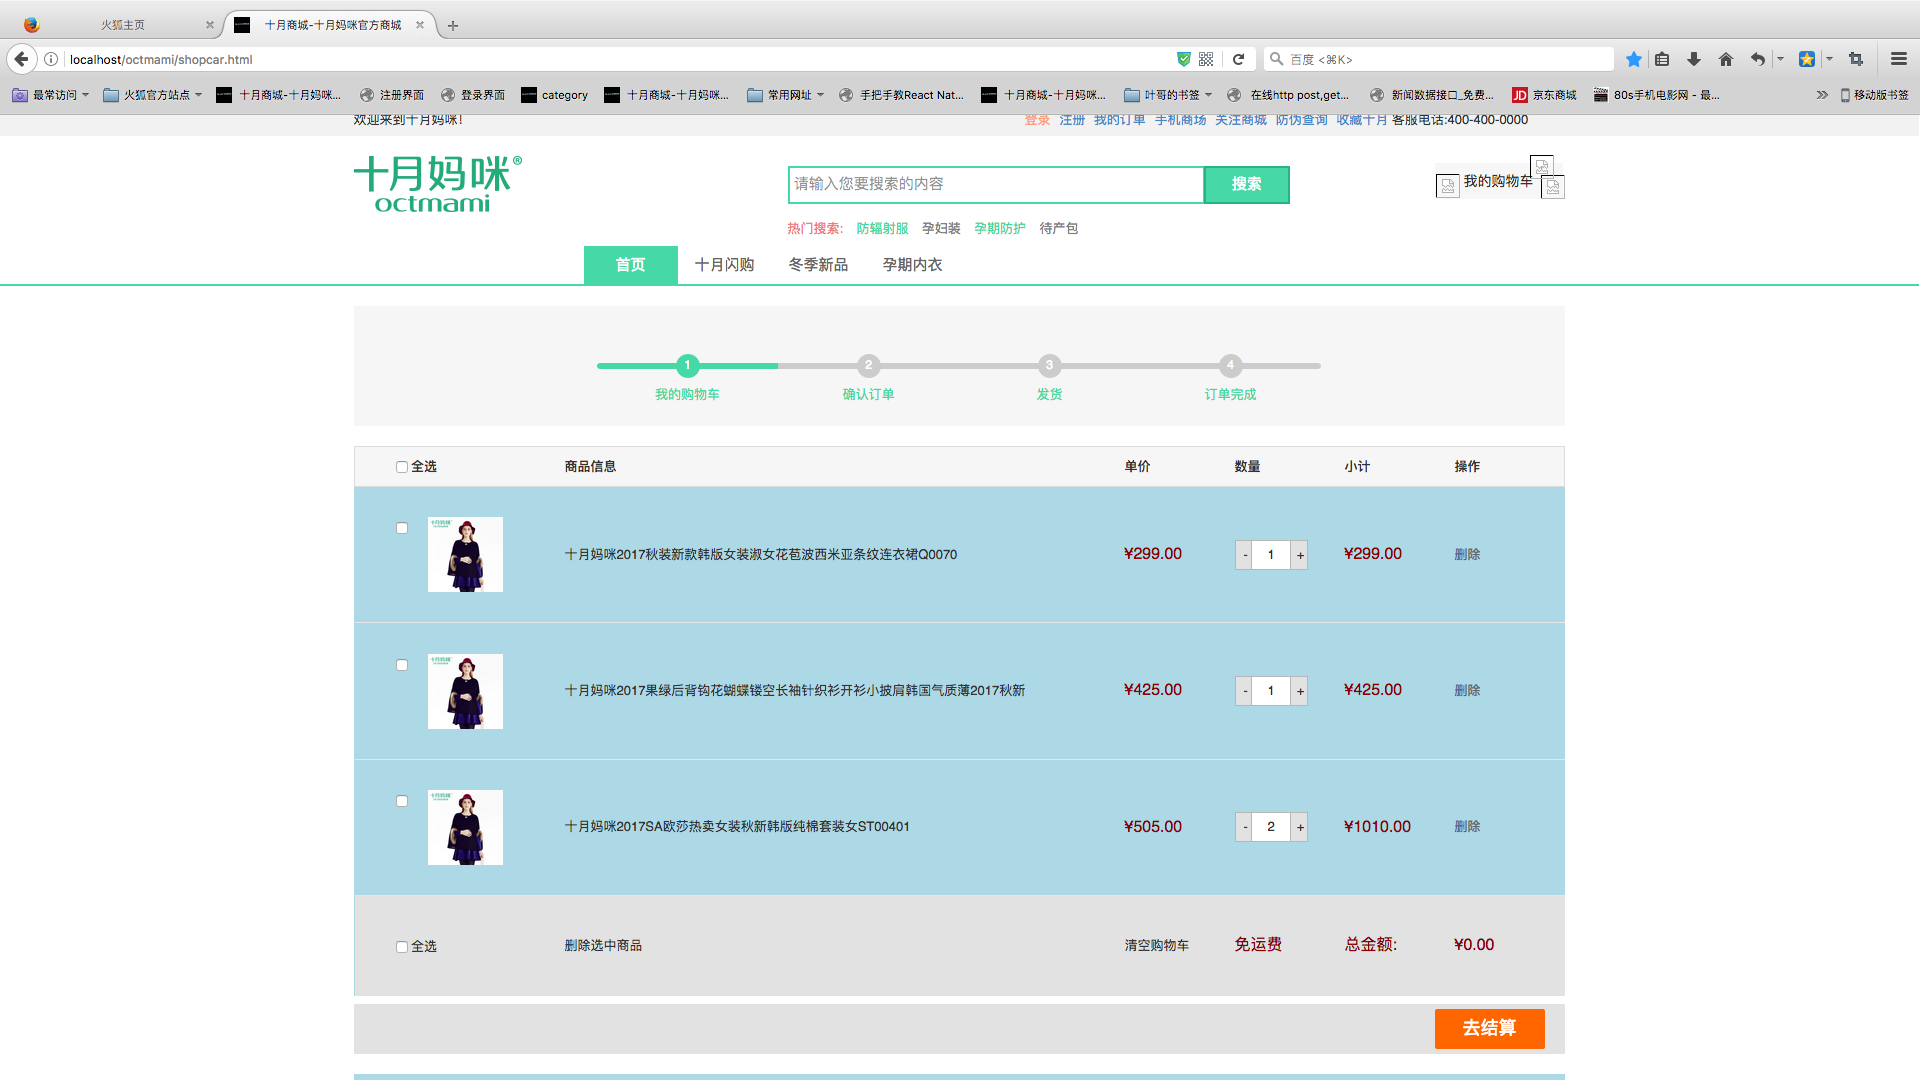 火狐主页
十月商城-十月妈咪官方商城
localhost/octmami/shopcar.html
百度 <⌘K>
最常访问
火狐官方站点
十月商城-十月妈咪...
注册界面
登录界面
category
十月商城-十月妈咪...
常用网址
手把手教React Nat...
十月商城-十月妈咪...
叶哥的书签
在线http post,get...
新闻数据接口_免费...
JD 京东商城
80s手机电影网 - 最...
移动版书签
欢迎来到十月妈咪!
登录 注册 我的订单 手机商场 关注商城 防伪查询 收藏十月 客服电话:400-400-0000
十月妈咪®
octmami
请输入您要搜索的内容
搜索
我的购物车
热门搜索: 防辐射服 孕妇装 孕期防护 待产包
首页 十月闪购 冬季新品 孕期内衣
1 2 3 4
我的购物车 确认订单 发货 订单完成
全选 商品信息 单价 数量 小计 操作
十月妈咪
十月妈咪2017秋装新款韩版女装淑女花苞波西米亚条纹连衣裙Q0070 ¥299.00 - 1 + ¥299.00 删除
十月妈咪
十月妈咪2017果绿后背钩花蝴蝶镂空长袖针织衫开衫小披肩韩国气质薄2017秋新 ¥425.00 - 1 + ¥425.00 删除
十月妈咪
十月妈咪2017SA欧莎热卖女装秋新韩版纯棉套装女ST00401 ¥505.00 - 2 + ¥1010.00 删除
全选 删除选中商品 清空购物车 免运费 总金额: ¥0.00
去结算